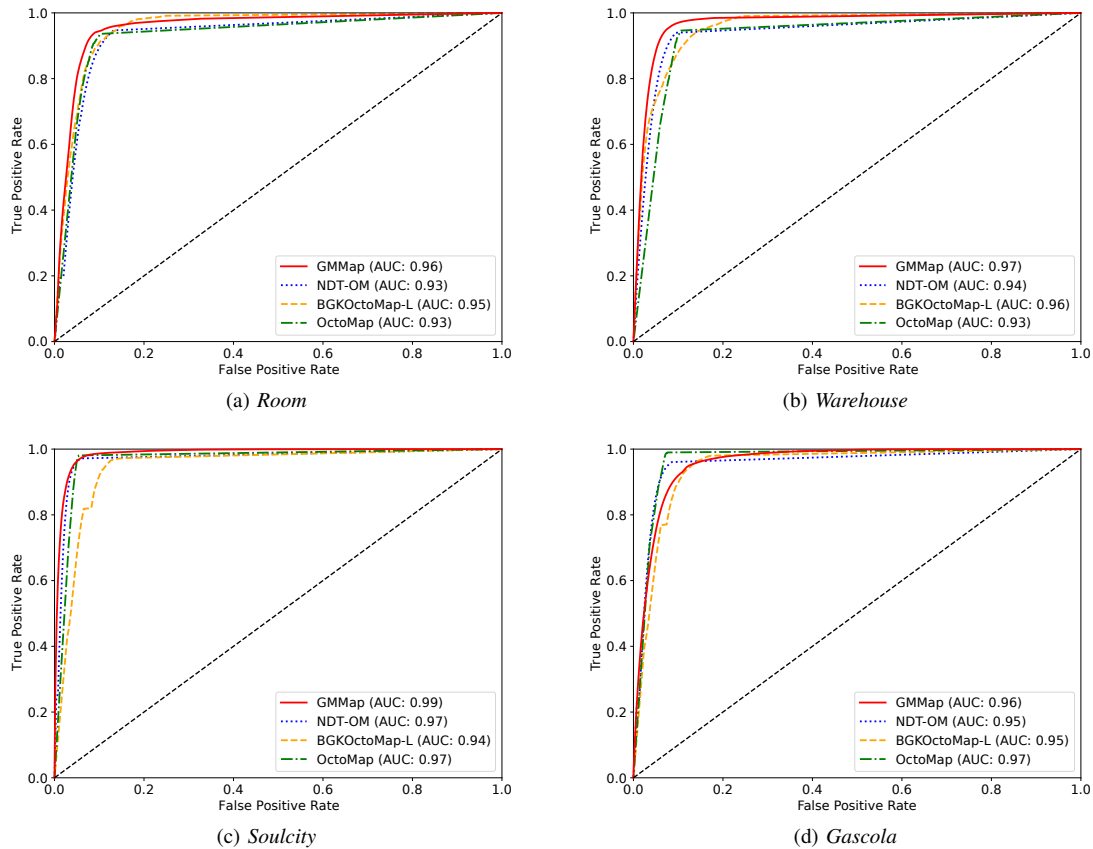 1.0
0.8
0.6
0.4
0.2
0.0
True Positive Rate
GMMap (AUC: 0.96)
NDT-OM (AUC: 0.93)
BGKOctoMap-L (AUC: 0.95)
OctoMap (AUC: 0.93)
0.0 0.2 0.4 0.6 0.8 1.0
False Positive Rate
(a) Room
1.0
0.8
0.6
0.4
0.2
0.0
True Positive Rate
GMMap (AUC: 0.97)
NDT-OM (AUC: 0.94)
BGKOctoMap-L (AUC: 0.96)
OctoMap (AUC: 0.93)
0.0 0.2 0.4 0.6 0.8 1.0
False Positive Rate
(b) Warehouse
1.0
0.8
0.6
0.4
0.2
0.0
True Positive Rate
GMMap (AUC: 0.99)
NDT-OM (AUC: 0.97)
BGKOctoMap-L (AUC: 0.94)
OctoMap (AUC: 0.97)
0.0 0.2 0.4 0.6 0.8 1.0
False Positive Rate
(c) Soulcity
1.0
0.8
0.6
0.4
0.2
0.0
True Positive Rate
GMMap (AUC: 0.96)
NDT-OM (AUC: 0.95)
BGKOctoMap-L (AUC: 0.95)
OctoMap (AUC: 0.97)
0.0 0.2 0.4 0.6 0.8 1.0
False Positive Rate
(d) Gascola